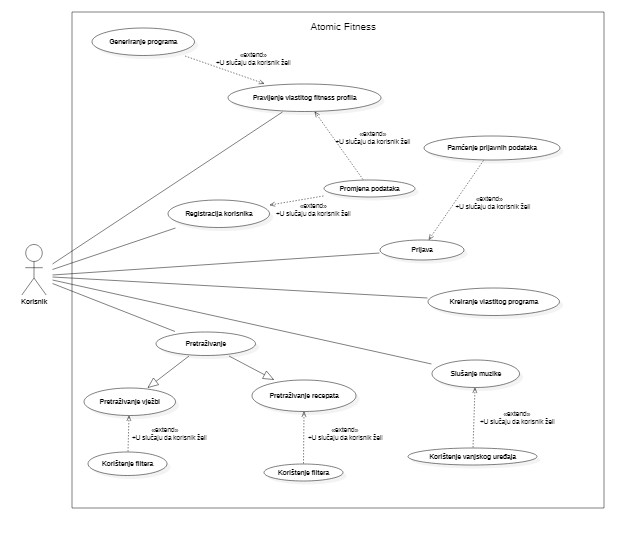 Atomic Fitness
Generiranje programa
«extend»
+U slučaju da korisnik želi
Pravljenje vlastitog fitness profila
«extend»
+U slučaju da korisnik želi
Pamćenje prijavnih podataka
Promjena podataka
«extend»
+U slučaju da korisnik želi
«extend»
+U slučaju da korisnik želi
Registracija korisnika
Prijava
Korisnik
Kreiranje vlastitog programa
Pretraživanje
Slušanje muzike
Pretraživanje vježbi
Pretraživanje recepata
«extend»
+U slučaju da korisnik želi
«extend»
+U slučaju da korisnik želi
«extend»
+U slučaju da korisnik želi
Korištenje filtera
Korištenje filtera
Korištenje vanjskog uređaja